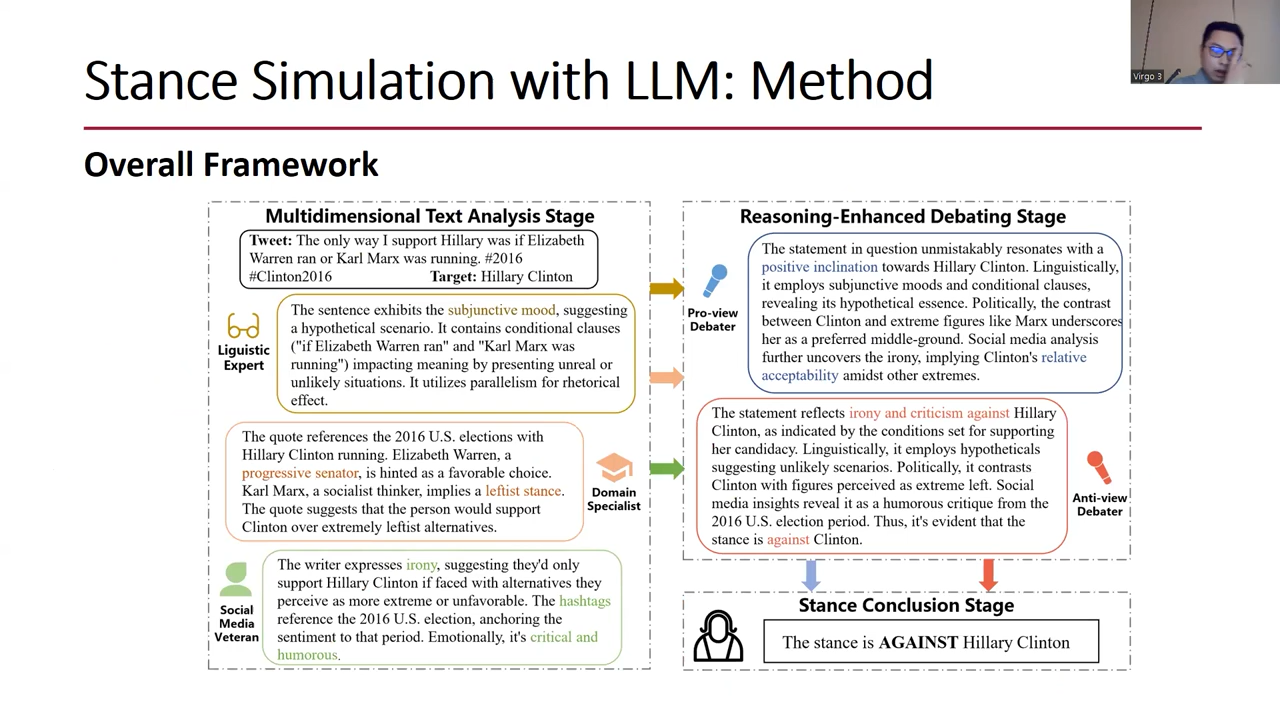 Stance Simulation with LLM: Method
Virgo 3
Overall Framework
Multidimensional Text Analysis Stage
Tweet: The only way I support Hillary was if Elizabeth
Warren ran or Karl Marx was running. #2016
#Clinton2016 Target: Hillary Clinton
Liguistic
Expert
The sentence exhibits the subjunctive mood, suggesting
a hypothetical scenario. It contains conditional clauses
("if Elizabeth Warren ran" and "Karl Marx was
running") impacting meaning by presenting unreal or
unlikely situations. It utilizes parallelism for rhetorical
effect.
The quote references the 2016 U.S. elections with
Hillary Clinton running. Elizabeth Warren, a
progressive senator, is hinted as a favorable choice.
Karl Marx, a socialist thinker, implies a leftist stance.
The quote suggests that the person would support
Clinton over extremely leftist alternatives.
Domain
Specialist
Social
Media
Veteran
The writer expresses irony, suggesting they'd only
support Hillary Clinton if faced with alternatives they
perceive as more extreme or unfavorable. The hashtags
reference the 2016 U.S. election, anchoring the
sentiment to that period. Emotionally, it's critical and
humorous.
Reasoning-Enhanced Debating Stage
Pro-view
Debater
The statement in question unmistakably resonates with a
positive inclination towards Hillary Clinton. Linguistically,
it employs subjunctive moods and conditional clauses,
revealing its hypothetical essence. Politically, the contrast
between Clinton and extreme figures like Marx underscores
her as a preferred middle-ground. Social media analysis
further uncovers the irony, implying Clinton's relative
acceptability amidst other extremes.
The statement reflects irony and criticism against Hillary
Clinton, as indicated by the conditions set for supporting
her candidacy. Linguistically, it employs hypotheticals
suggesting unlikely scenarios. Politically, it contrasts
Clinton with figures perceived as extreme left. Social
media insights reveal it as a humorous critique from the
2016 U.S. election period. Thus, it's evident that the
stance is against Clinton.
Anti-view
Debater
Stance Conclusion Stage
The stance is AGAINST Hillary Clinton